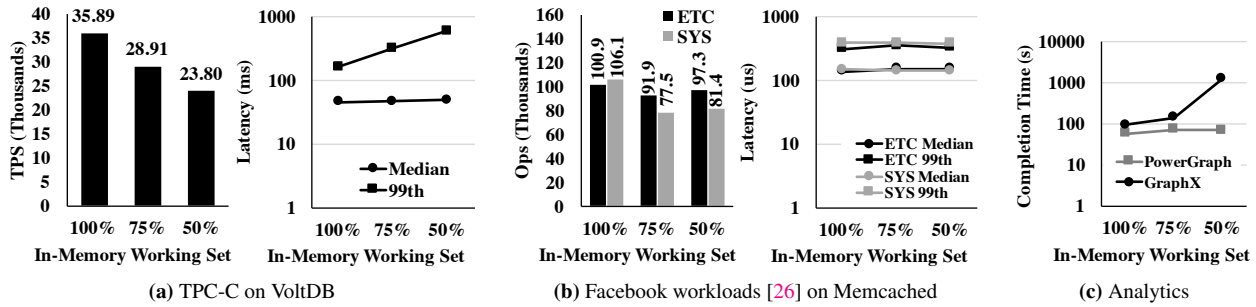 40
35
30
25
20
15
10
5
0
TPS (Thousands)
35.89
28.91
23.80
100% 75% 50%
In-Memory Working Set
1000
100
10
1
Latency (ms)
Median
99th
100% 75% 50%
In-Memory Working Set
(a) TPC-C on VoltDB
160
140
120
100
80
60
40
20
0
Ops (Thousands)
ETC
SYS
100.9
106.1
91.9
77.5
97.3
81.4
100% 75% 50%
In-Memory Working Set
1000
100
10
1
Latency (us)
ETC Median
ETC 99th
SYS Median
SYS 99th
100% 75% 50%
In-Memory Working Set
(b) Facebook workloads [26] on Memcached
10000
1000
100
10
1
Completion Time (s)
PowerGraph
GraphX
100% 75% 50%
In-Memory Working Set
(c) Analytics